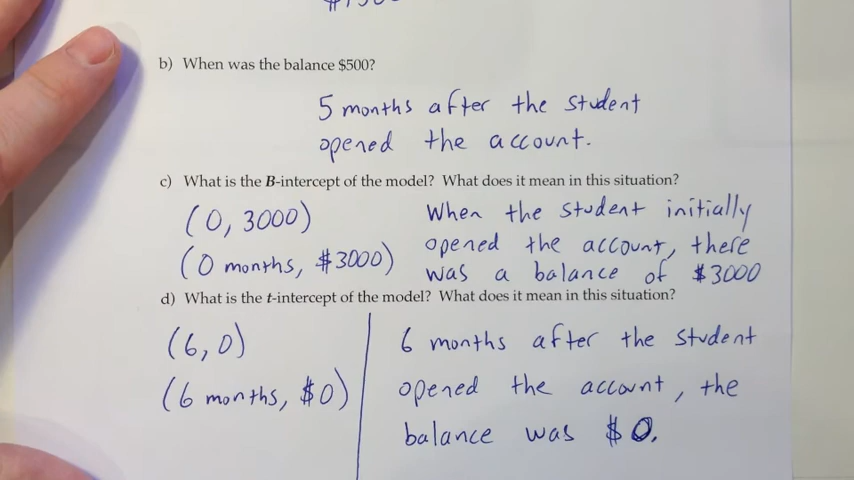 b) When was the balance $500?
5 months after the student
opened the account.
c) What is the B-intercept of the model? What does it mean in this situation?
(0, 3000)
(0 months, $3000)
When the student initially
opened the account, there
was a balance of $3000
d) What is the t-intercept of the model? What does it mean in this situation?
(6, 0)
(6 months, $0)
6 months after the student
opened the account, the
balance was $0.